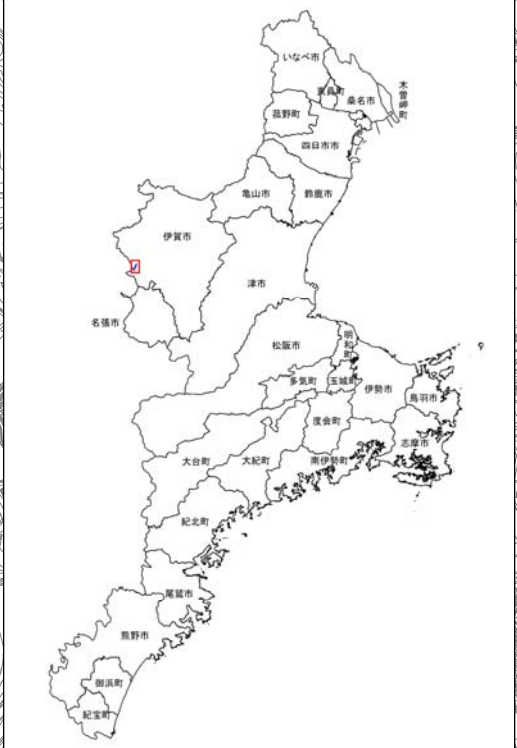 いなべ市
東員町
桑名市
木曽岬町
菰野町
四日市市
亀山市
鈴鹿市
伊賀市
津市
名張市
松阪市
明和町
多気町
玉城町
伊勢市
鳥羽市
度会町
志摩市
大台町
大紀町
南伊勢町
紀北町
尾鷲市
熊野市
御浜町
紀宝町